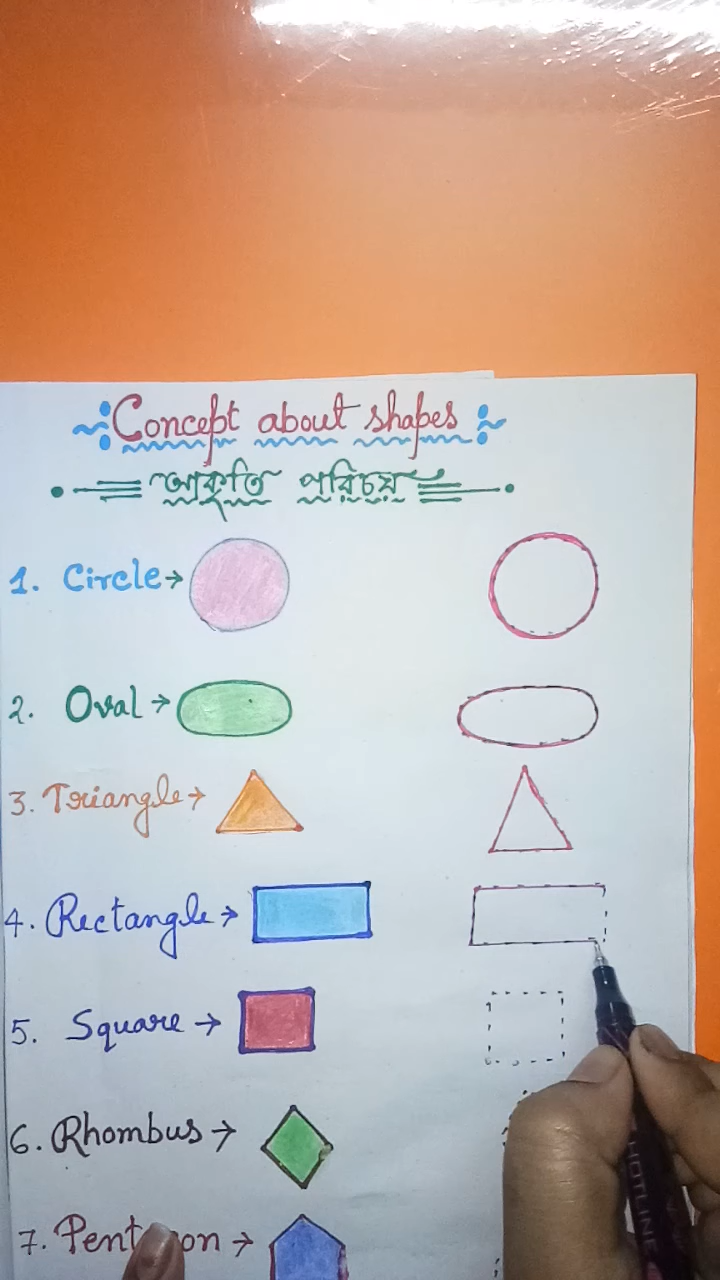 Concept about shapes
আকৃতি পরিচয়
1. Circle →
2. Oval →
3. Triangle →
4. Rectangle →
5. Square →
6. Rhombus →
7. →
HOTLINE